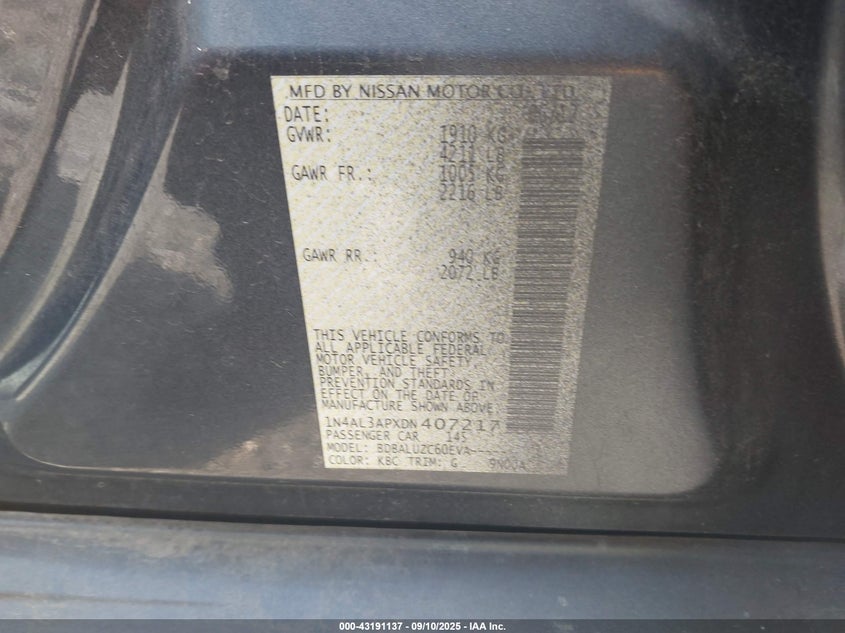 MFD BY NISSAN MOTOR CO., LTD.
DATE:
GVWR: 1910 KG
4211 LB
GAWR FR.: 1005 KG
2216 LB
GAWR RR.: 940 KG
2072 LB
THIS VEHICLE CONFORMS TO
ALL APPLICABLE FEDERAL
MOTOR VEHICLE SAFETY,
BUMPER, AND THEFT
PREVENTION STANDARDS IN
EFFECT ON THE DATE OF
MANUFACTURE SHOWN ABOVE.
1N4AL3APXDN407217
PASSENGER CAR 145
MODEL: BDBALUZC60EVA----
COLOR: KBC TRIM: G
000-43191137 - 09/10/2025 - IAA Inc.